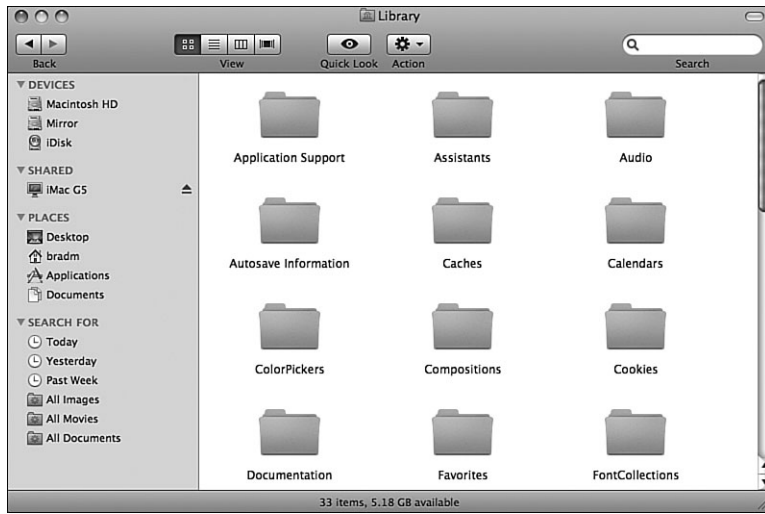 Library
Back
View
Quick Look
Action
Search
DEVICES
Macintosh HD
Mirror
iDisk
SHARED
iMac G5
PLACES
Desktop
bradm
Applications
Documents
SEARCH FOR
Today
Yesterday
Past Week
All Images
All Movies
All Documents
Application Support
Assistants
Audio
Autosave Information
Caches
Calendars
ColorPickers
Compositions
Cookies
Documentation
Favorites
FontCollections
33 items, 5.18 GB available